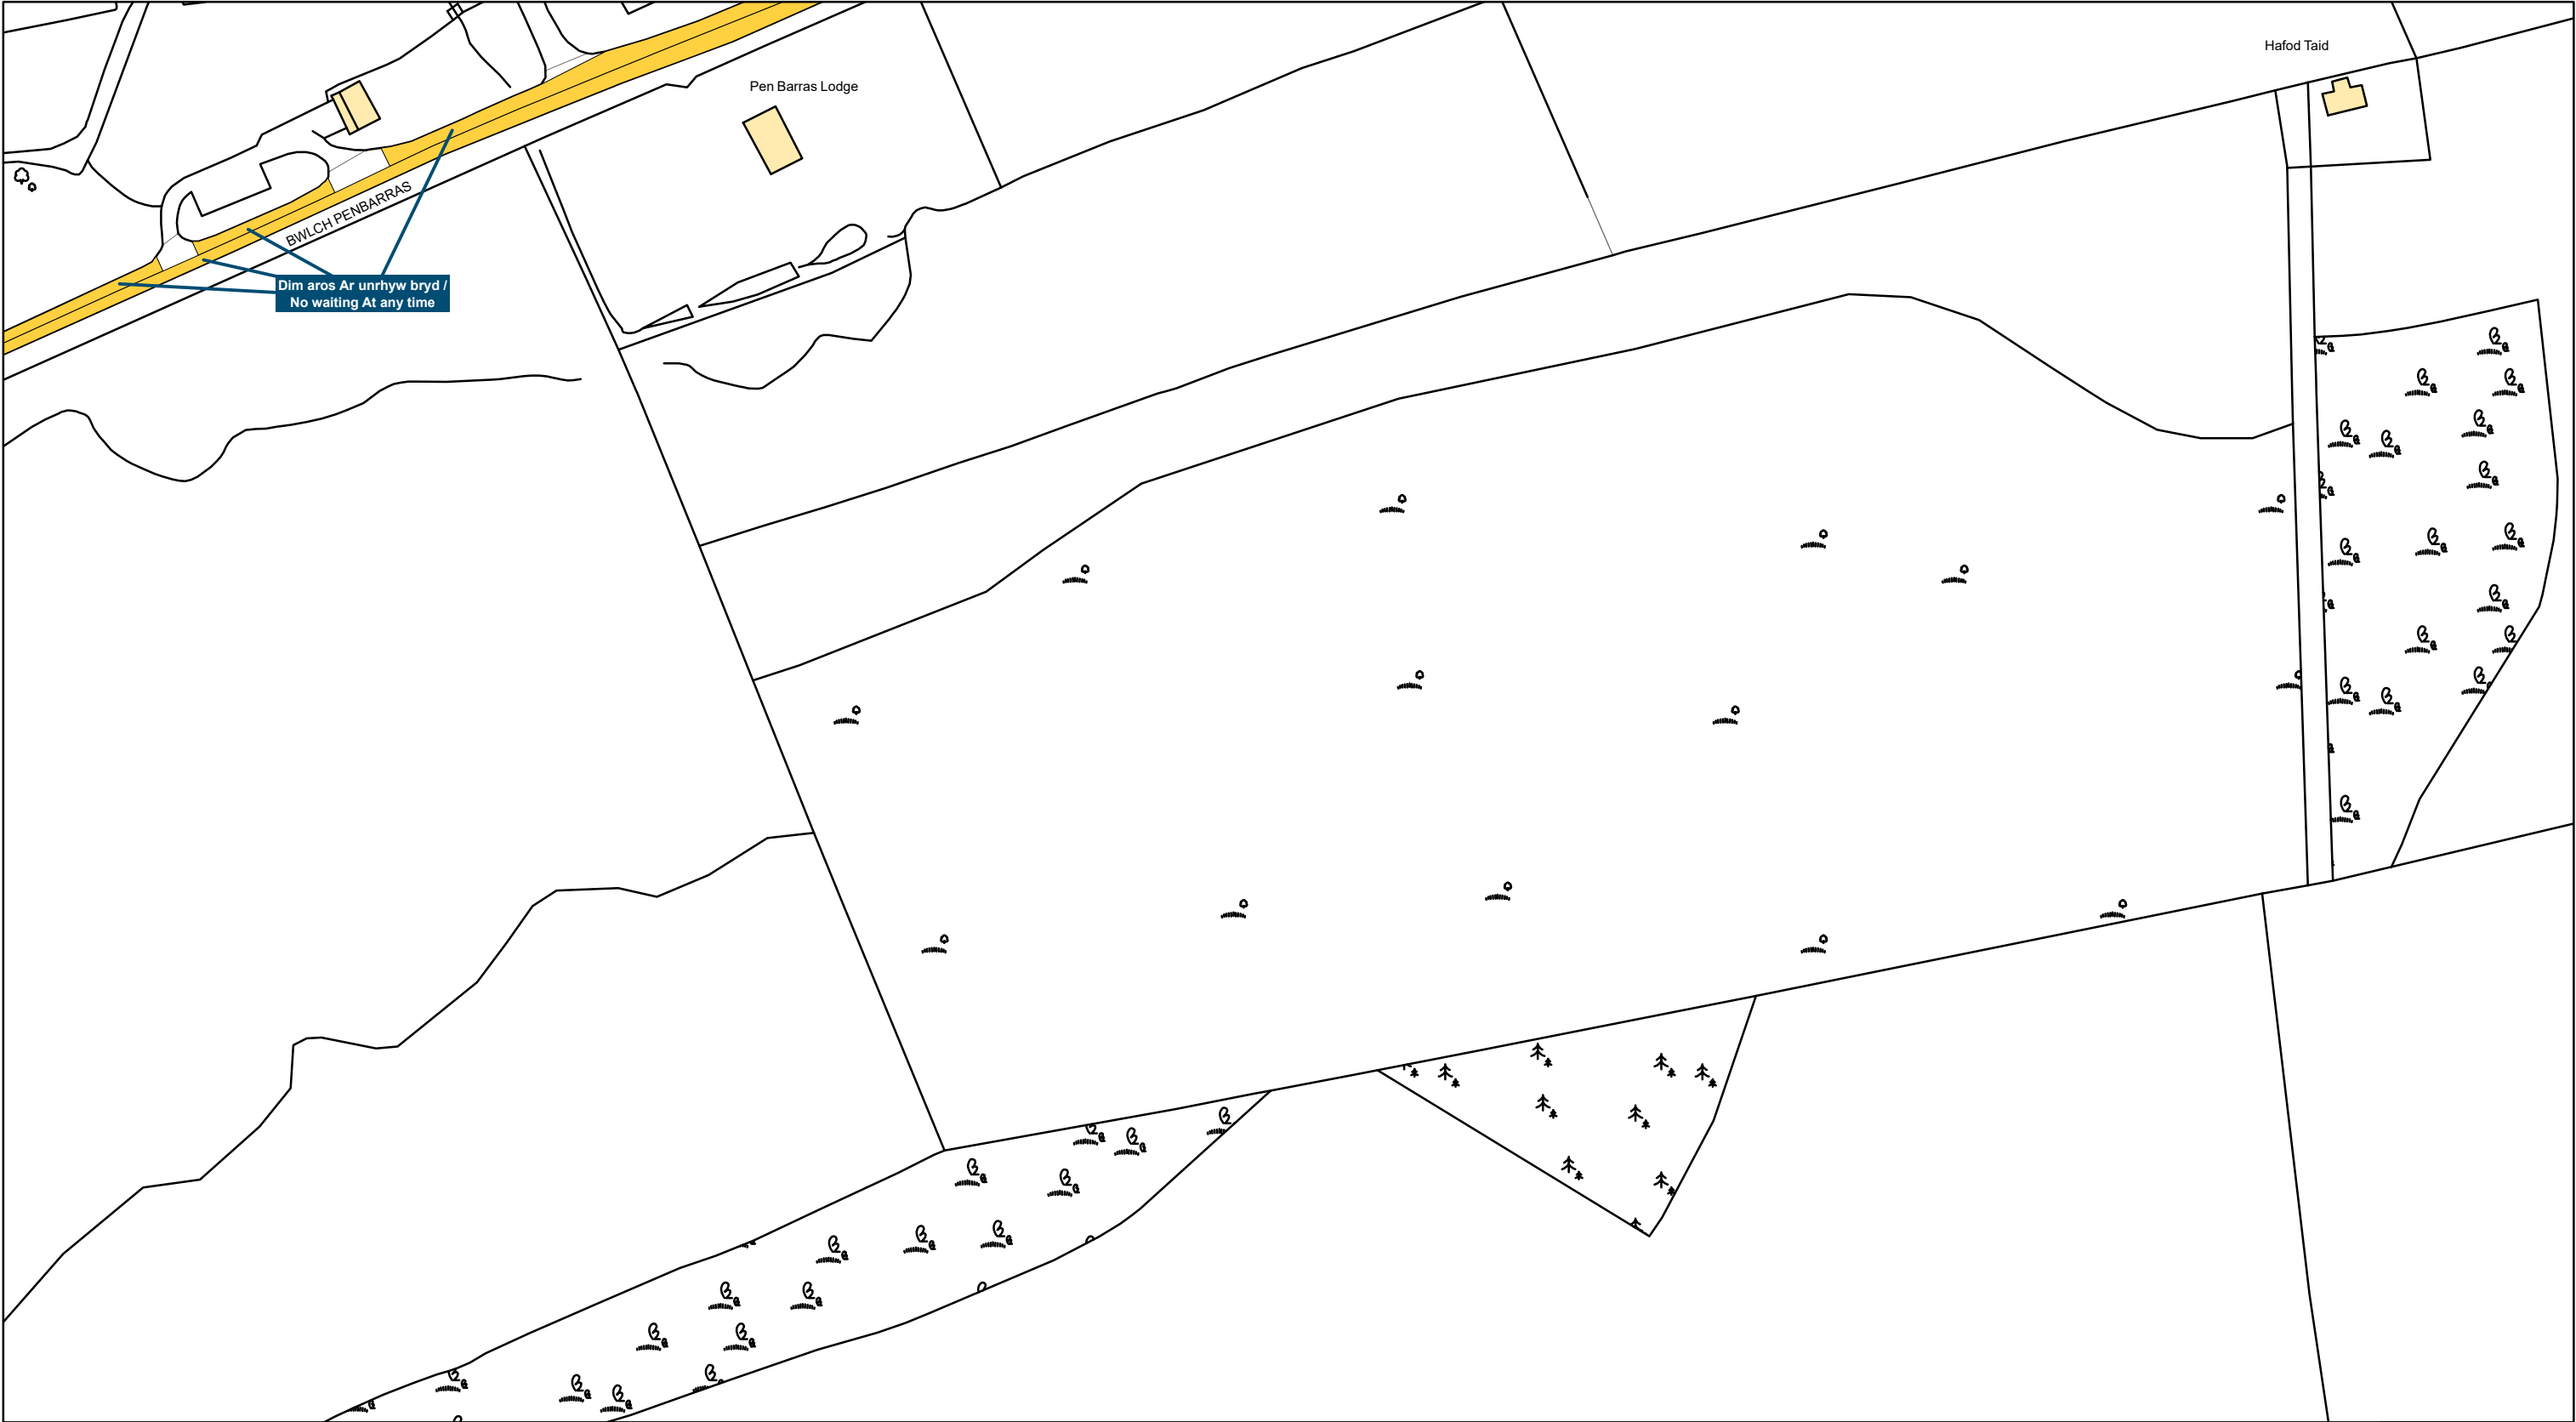 Hafod Taid
Pen Barras Lodge
BWLCH PENBARRAS
Dim aros Ar unrhyw bryd /
No waiting At any time